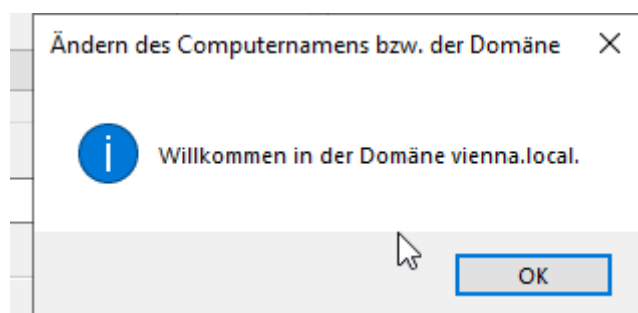 Ändern des Computernamens bzw. der Domäne
Willkommen in der Domäne vienna.local.
OK